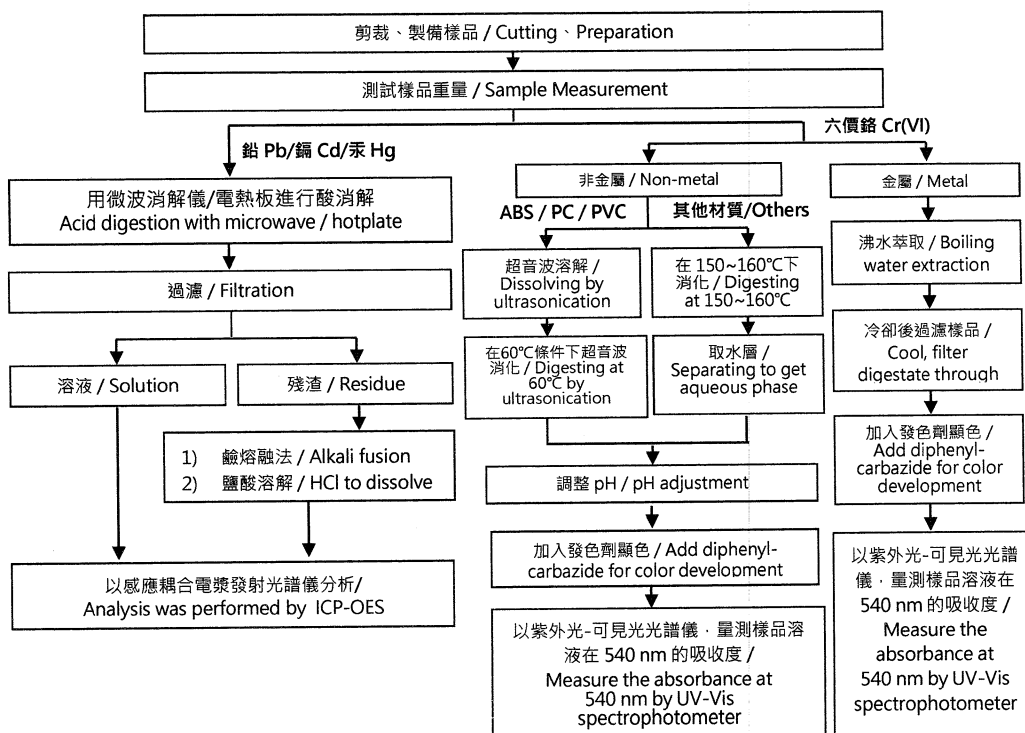 剪裁、製備樣品 / Cutting、Preparation
測試樣品重量 / Sample Measurement
鉛 Pb/鎘 Cd/汞 Hg
六價鉻 Cr(VI)
用微波消解儀/電熱板進行酸消解
Acid digestion with microwave / hotplate
過濾 / Filtration
溶液 / Solution
殘渣 / Residue
1) 鹼熔融法 / Alkali fusion
2) 鹽酸溶解 / HCl to dissolve
以感應耦合電漿發射光譜儀分析/
Analysis was performed by ICP-OES
非金屬 / Non-metal
ABS / PC / PVC
其他材質/Others
超音波溶解 /
Dissolving by
ultrasonication
在 150~160℃下
消化 / Digesting
at 150~160℃
在60℃條件下超音波
消化 / Digesting at
60℃ by
ultrasonication
取水層 /
Separating to get
aqueous phase
調整 pH / pH adjustment
加入發色劑顯色 / Add diphenyl-
carbazide for color development
以紫外光-可見光光譜儀，量測樣品溶
液在 540 nm 的吸收度 /
Measure the absorbance at
540 nm by UV-Vis
spectrophotometer
金屬 / Metal
沸水萃取 / Boiling
water extraction
冷卻後過濾樣品 /
Cool, filter
digestate through
加入發色劑顯色 /
Add diphenyl-
carbazide for color
development
以紫外光-可見光光譜
儀，量測樣品溶液在
540 nm 的吸收度 /
Measure the
absorbance at
540 nm by UV-Vis
spectrophotometer